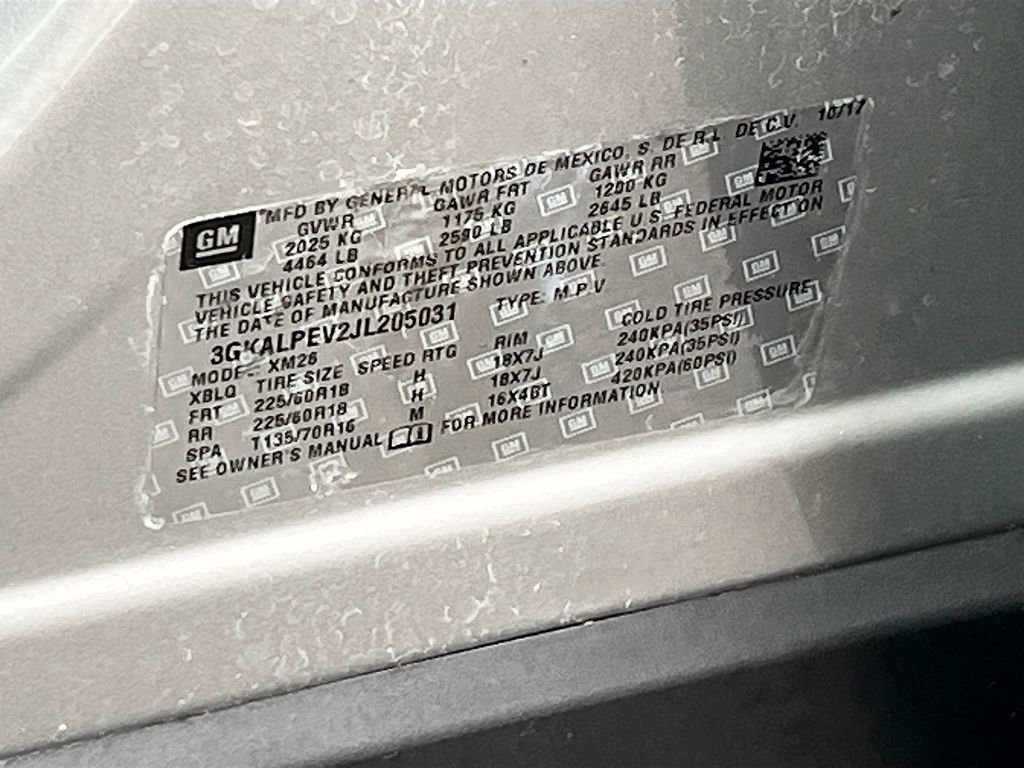 GM
MFD BY GENERAL MOTORS DE MEXICO, S. DE R.L. DE C.V. 10/17
GVWR GAWR FRT GAWR RR
2025 KG 1175 KG 1200 KG
4464 LB 2590 LB 2645 LB
THIS VEHICLE CONFORMS TO ALL APPLICABLE U.S. FEDERAL MOTOR
VEHICLE SAFETY AND THEFT PREVENTION STANDARDS IN EFFECT ON
THE DATE OF MANUFACTURE SHOWN ABOVE.
3GKALPEV2JL205031 TYPE: M.P.V
MODEL: XM26
XBLQ TIRE SIZE SPEED RTG RIM COLD TIRE PRESSURE
FRT 225/60R18 H 18X7J 240KPA(35PSI)
RR 225/60R18 H 18X7J 240KPA(35PSI)
SPA T135/70R16 M 16X4BT 420KPA(60PSI)
SEE OWNER'S MANUAL FOR MORE INFORMATION